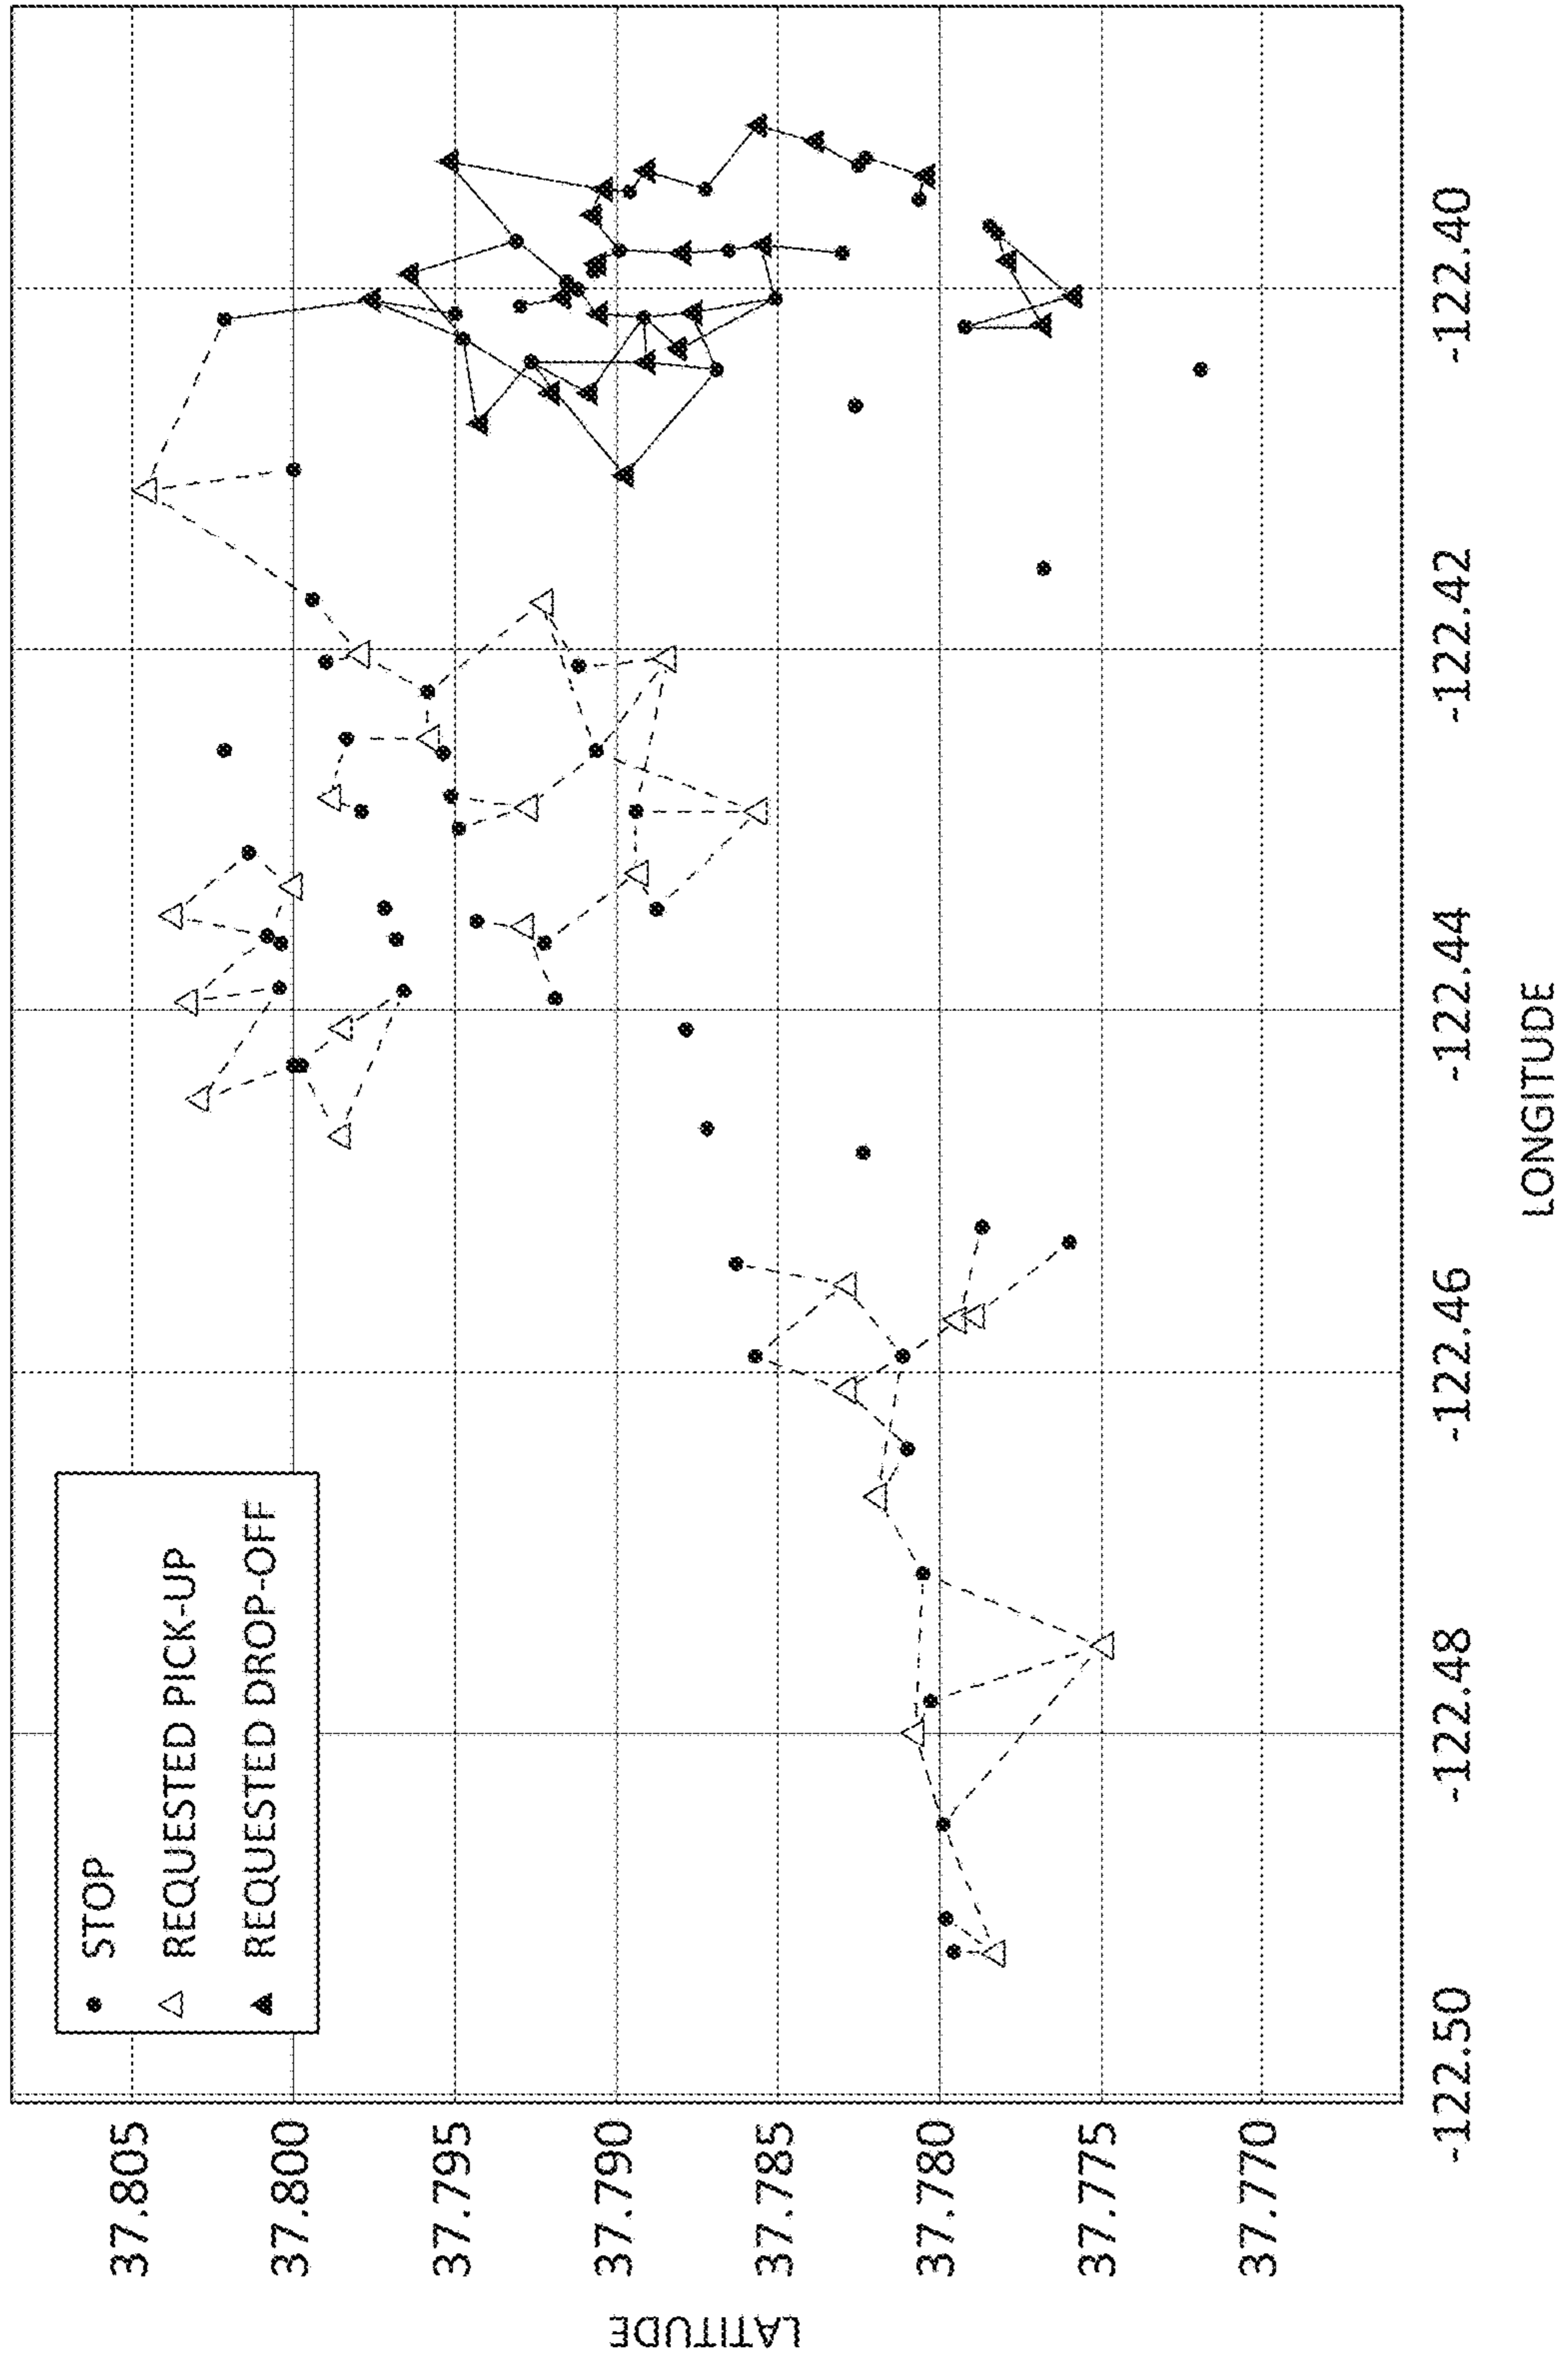 STOP
REQUESTED PICK-UP
REQUESTED DROP-OFF
LATITUDE
37.805
37.800
37.795
37.790
37.785
37.780
37.775
37.770
-122.50
-122.48
-122.46
-122.44
-122.42
-122.40
LONGITUDE